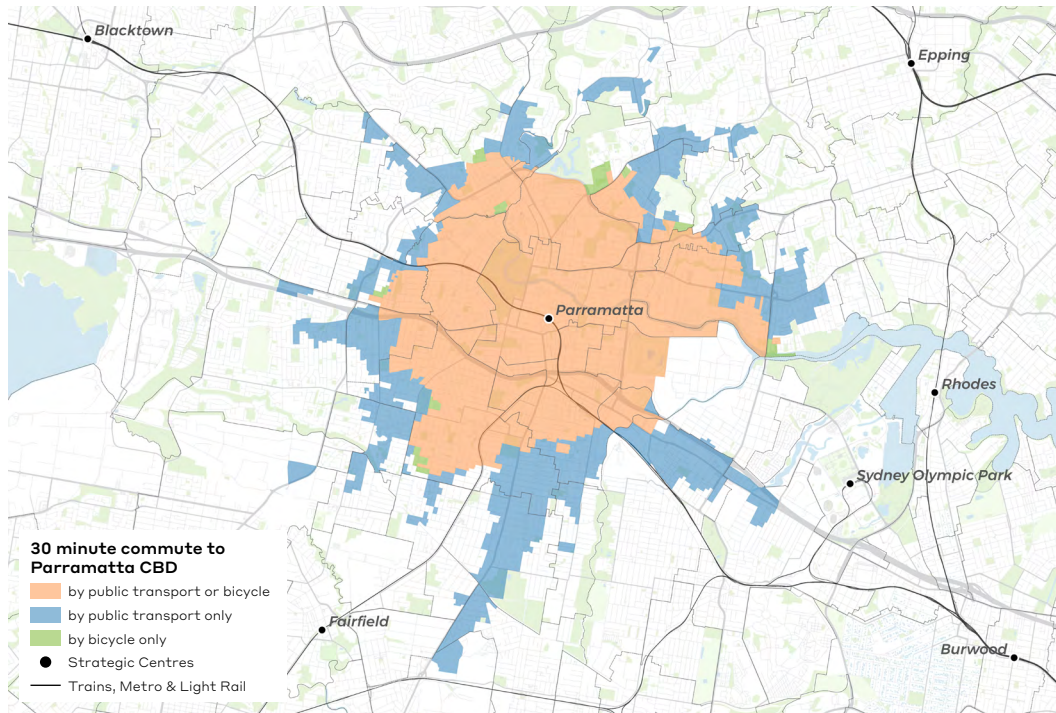 Blacktown
Epping
Parramatta
Rhodes
Sydney Olympic Park
30 minute commute to
Parramatta CBD
by public transport or bicycle
by public transport only
by bicycle only
Strategic Centres
Trains, Metro & Light Rail
Fairfield
Burwood